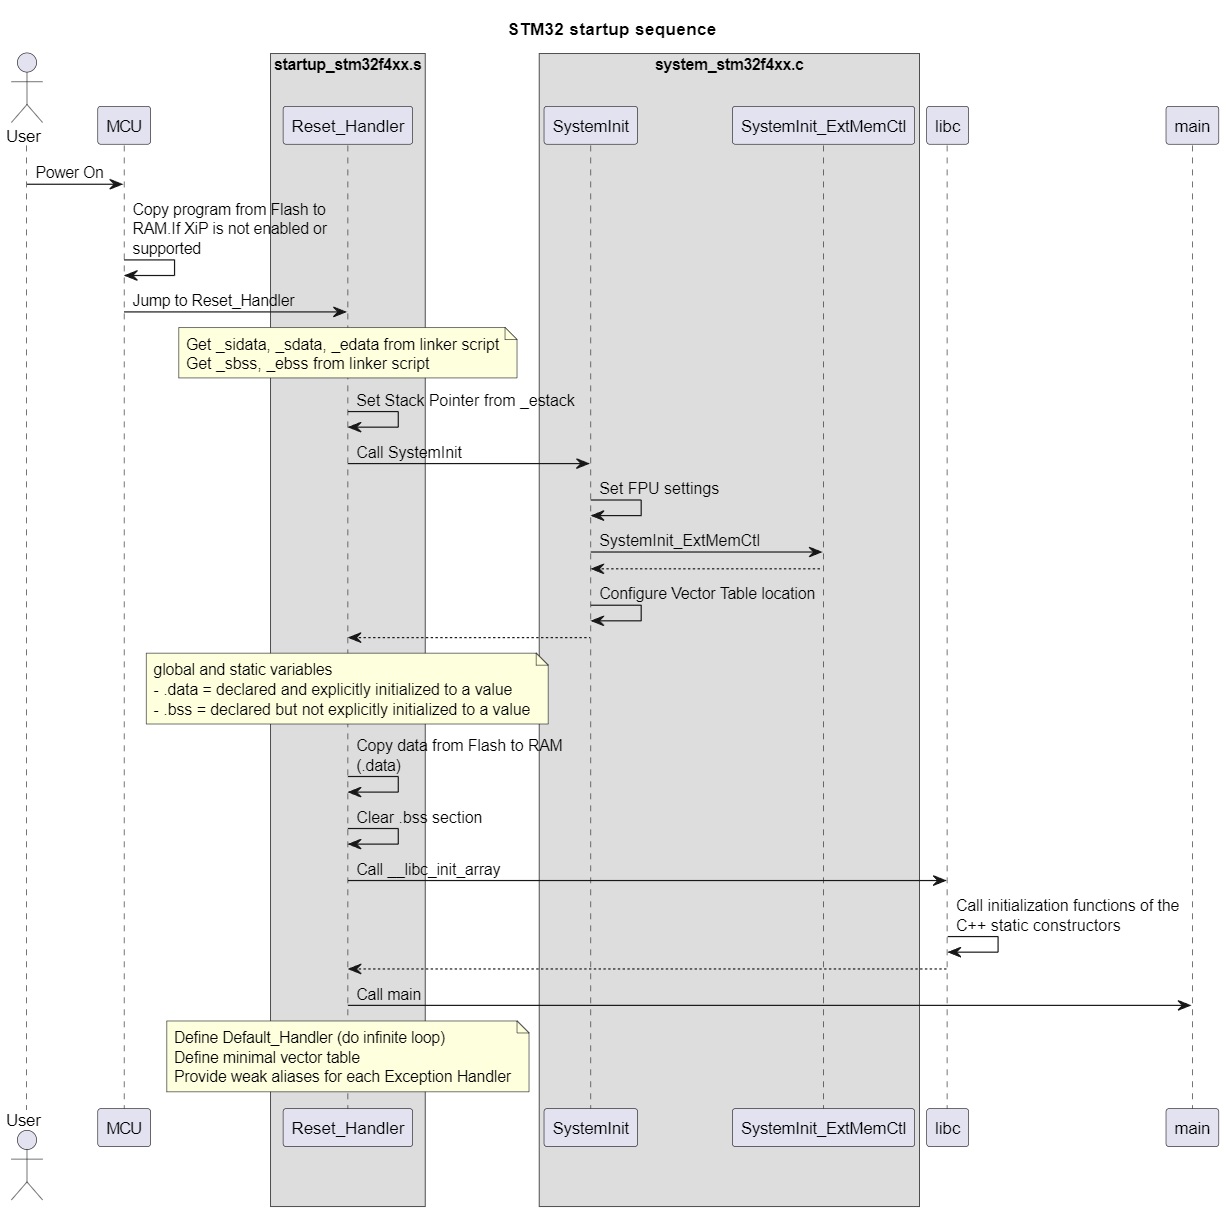 STM32 startup sequence
startup_stm32f4xx.s
system_stm32f4xx.c
User
MCU
Reset_Handler
SystemInit
SystemInit_ExtMemCtl
libc
main
Power On
Copy program from Flash to
RAM.If XiP is not enabled or
supported
Jump to Reset_Handler
Get _sidata, _sdata, _edata from linker script
Get _sbss, _ebss from linker script
Set Stack Pointer from _estack
Call SystemInit
Set FPU settings
SystemInit_ExtMemCtl
Configure Vector Table location
global and static variables
- .data = declared and explicitly initialized to a value
- .bss = declared but not explicitly initialized to a value
Copy data from Flash to RAM
(.data)
Clear .bss section
Call __libc_init_array
Call initialization functions of the
C++ static constructors
Call main
Define Default_Handler (do infinite loop)
Define minimal vector table
Provide weak aliases for each Exception Handler
User
MCU
Reset_Handler
SystemInit
SystemInit_ExtMemCtl
libc
main